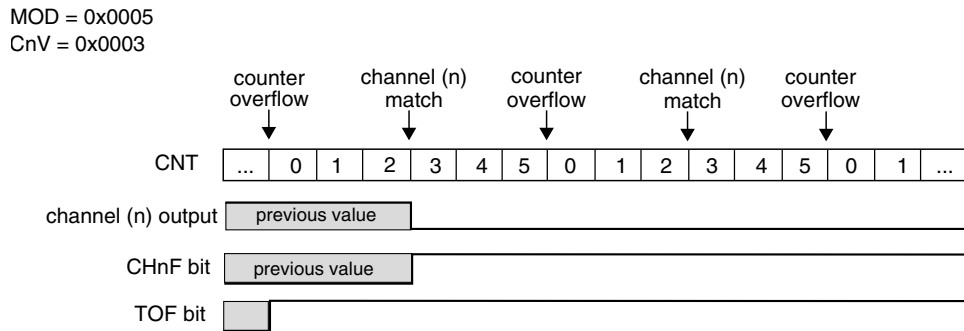 MOD = 0x0005
CnV = 0x0003
counter overflow
channel (n) match
counter overflow
channel (n) match
counter overflow
CNT
... 0 1 2 3 4 5 0 1 2 3 4 5 0 1 ...
channel (n) output
previous value
CHnF bit
previous value
TOF bit